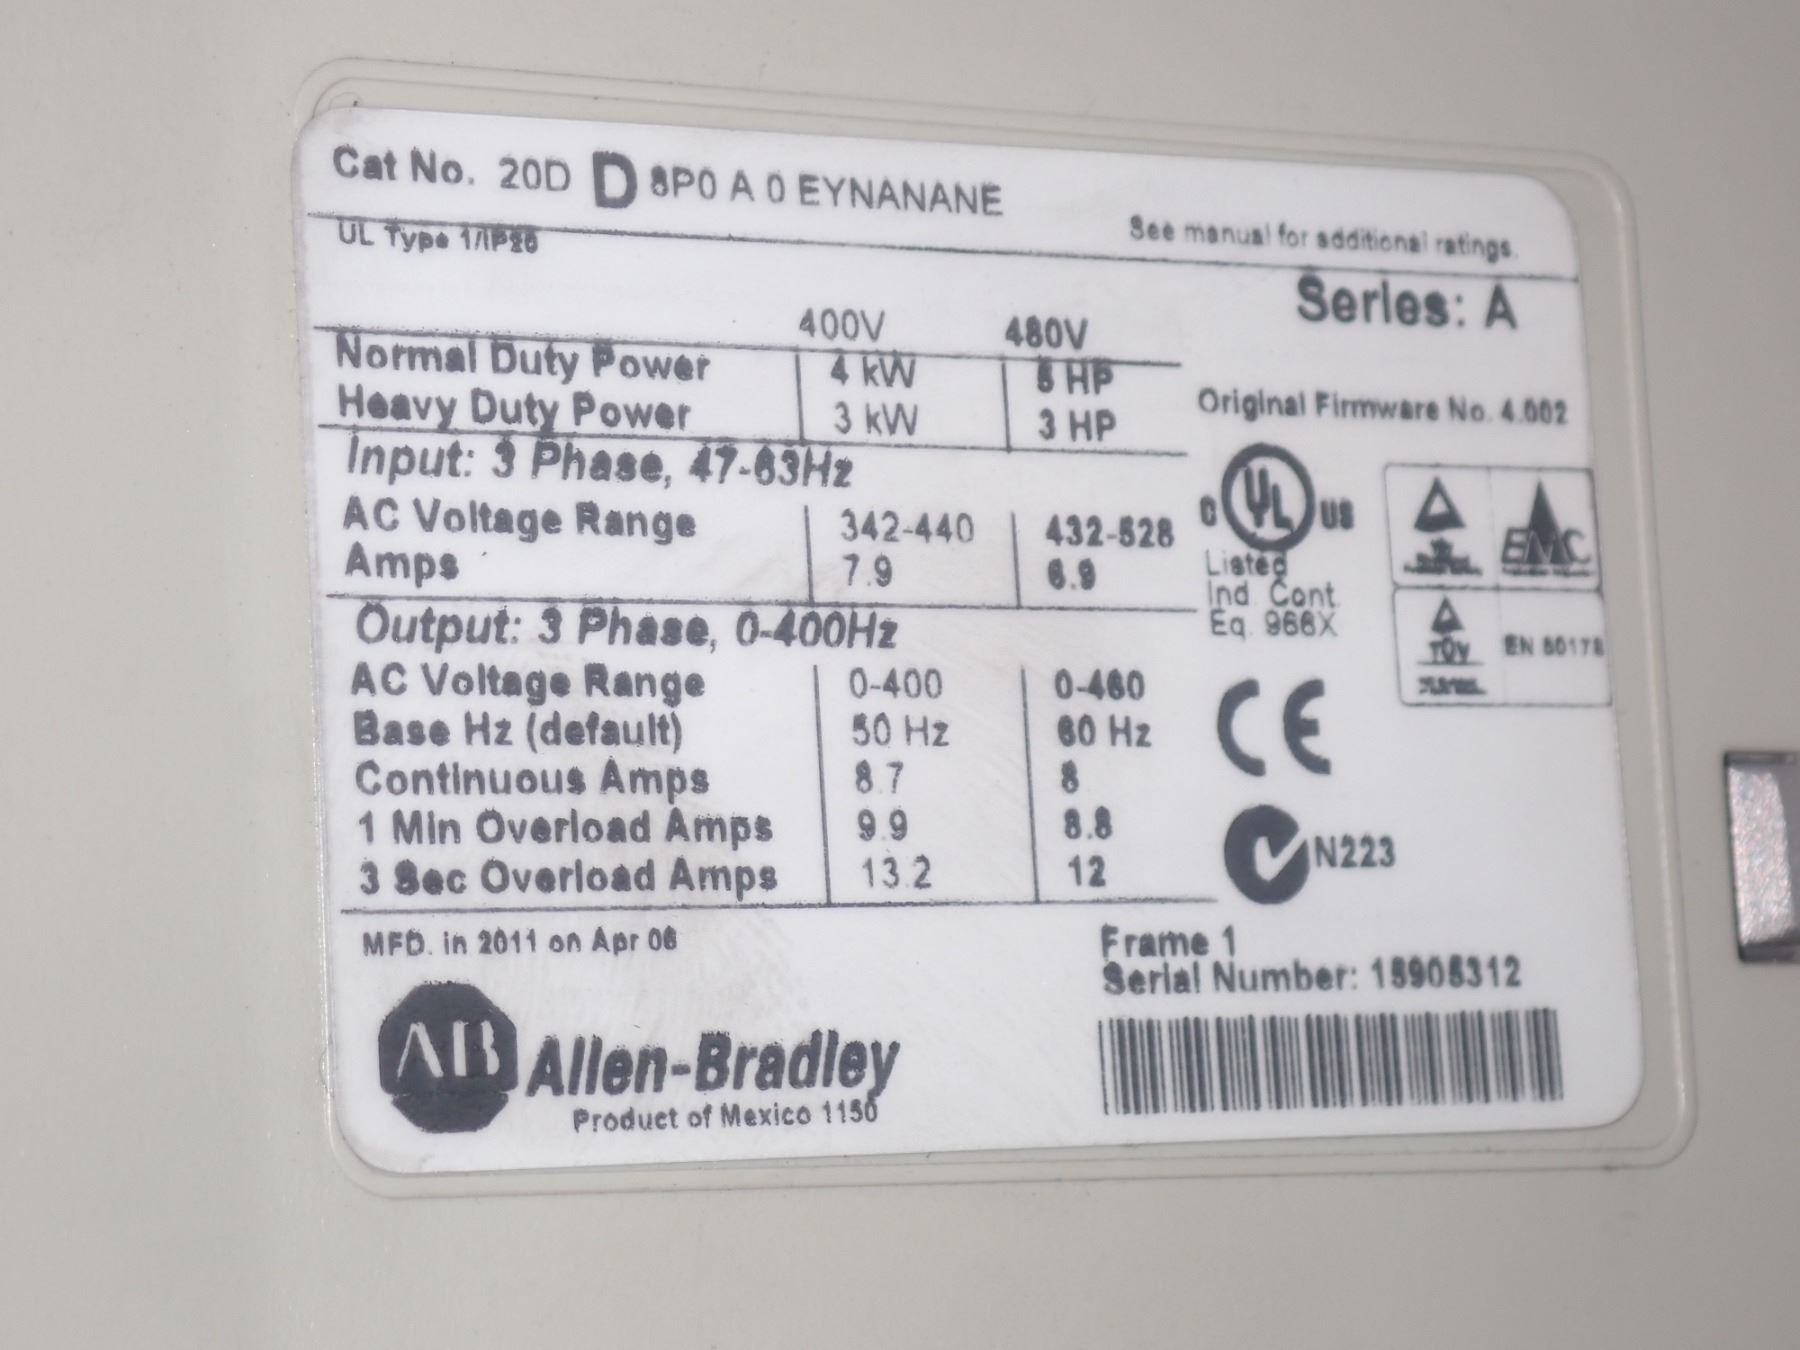 Cat No. 20D D 8P0 A 0 EYNANANE
UL Type 1/IP20
See manual for additional ratings.
Series: A
400V 480V
Normal Duty Power 4 kW 5 HP
Heavy Duty Power 3 kW 3 HP
Original Firmware No. 4.002
Input: 3 Phase, 47-63Hz
AC Voltage Range 342-440 432-528
Amps 7.9 6.9
C UL US
Listed
Ind. Cont.
Eq. 966X
EMC
TÜV
EN 50178
Output: 3 Phase, 0-400Hz
AC Voltage Range 0-400 0-460
Base Hz (default) 50 Hz 60 Hz
Continuous Amps 8.7 8
1 Min Overload Amps 9.9 8.8
3 Sec Overload Amps 13.2 12
CE
N223
MFD. in 2011 on Apr 06
Frame 1
Serial Number:
AB Allen-Bradley
Product of Mexico 1150